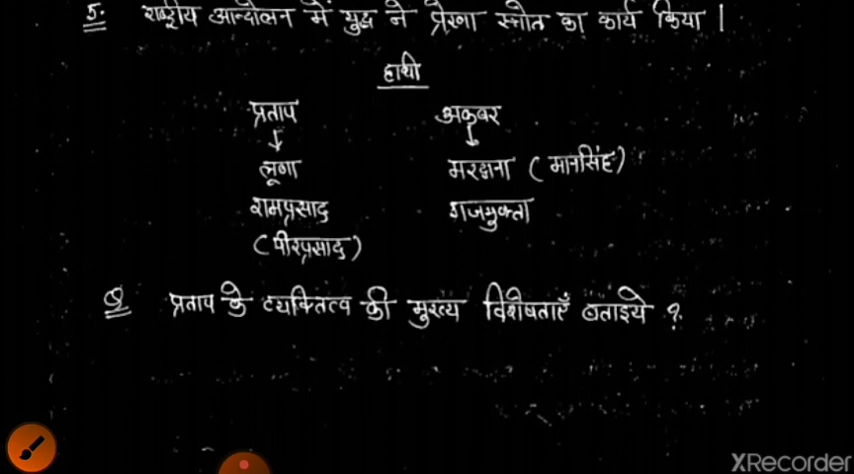 5. राष्ट्रीय आन्दोलन में युद्ध ने प्रेरणा स्त्रोत का कार्य किया |
हाथी
प्रताप अकबर
↓ ↓
लूणा मरदाना (मानसिंह)
रामप्रसाद गजमुक्ता
(पीरप्रसाद)
Q प्रताप के व्यक्तित्व की मुख्य विशेषताएँ बताइये ?
XRecorder